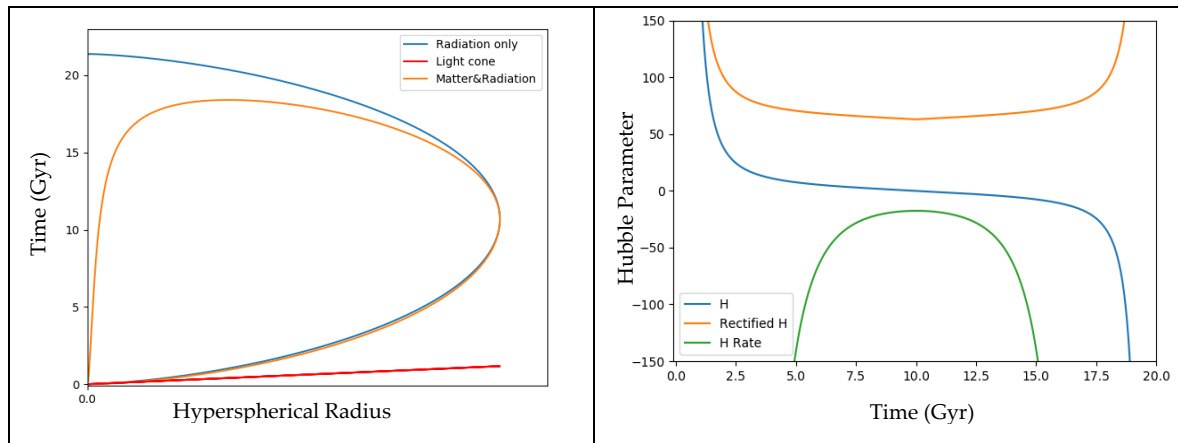 Radiation only
Light cone
Matter&Radiation
20
15
10
5
0
Time (Gyr)
0.0
Hyperspherical Radius
150
100
50
0
−50
−100
−150
Hubble Parameter
H
Rectified H
H Rate
0.0 2.5 5.0 7.5 10.0 12.5 15.0 17.5 20.0
Time (Gyr)